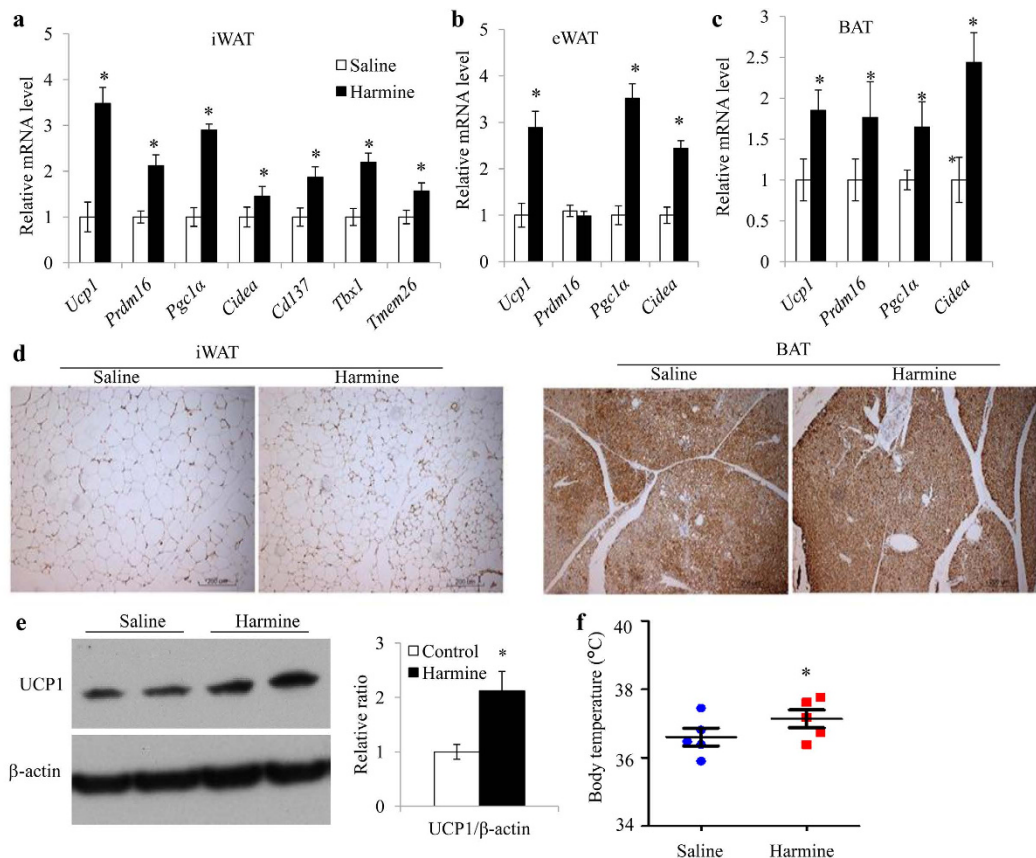 a
iWAT
Relative mRNA level
5
4
3
2
1
0
Saline
Harmine
*
*
*
*
*
*
*
Ucp1
Prdm16
Pgc1α
Cidea
Cd137
Tbx1
Tmem26
b
eWAT
Relative mRNA level
5
4
3
2
1
0
*
*
*
Ucp1
Prdm16
Pgc1α
Cidea
c
BAT
Relative mRNA level
3
2.5
2
1.5
1
0.5
0
*
*
*
*
*
Ucp1
Prdm16
Pgc1α
Cidea
d
iWAT
Saline Harmine
BAT
Saline Harmine
200 μm
e
Saline Harmine
UCP1
β-actin
Relative ratio
3
2
1
0
Control
Harmine
*
UCP1/β-actin
f
Body temperature (°C)
40
38
36
34
*
Saline Harmine